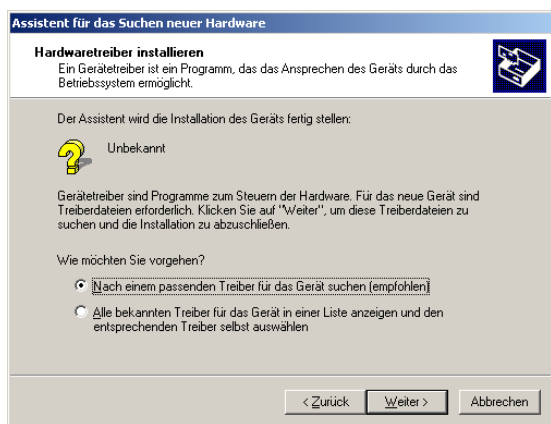 Assistent für das Suchen neuer Hardware
Hardwaretreiber installieren
Ein Gerätetreiber ist ein Programm, das das Ansprechen des Geräts durch das
Betriebssystem ermöglicht.
Der Assistent wird die Installation des Geräts fertig stellen:
Unbekannt
Gerätetreiber sind Programme zum Steuern der Hardware. Für das neue Gerät sind
Treiberdateien erforderlich. Klicken Sie auf "Weiter", um diese Treiberdateien zu
suchen und die Installation zu abzuschließen.
Wie möchten Sie vorgehen?
Nach einem passenden Treiber für das Gerät suchen (empfohlen)
Alle bekannten Treiber für das Gerät in einer Liste anzeigen und den
entsprechenden Treiber selbst auswählen
< Zurück Weiter > Abbrechen